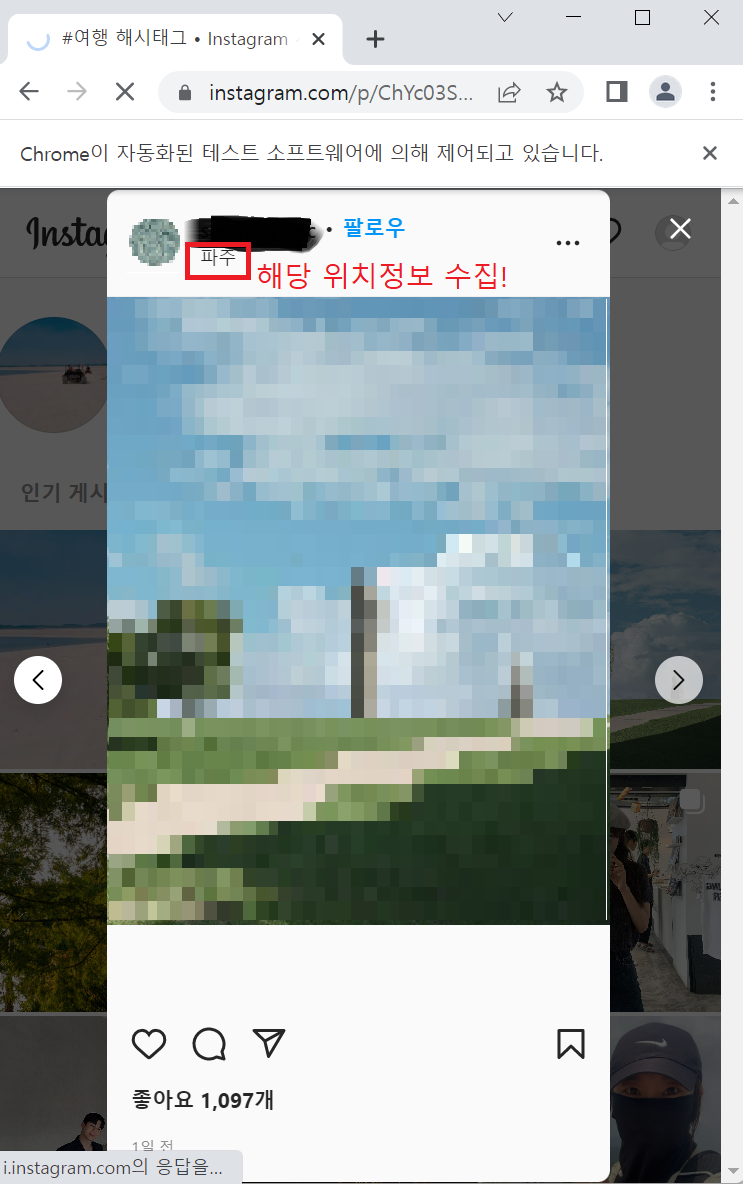 #여행 해시태그 • Instagram
instagram.com/p/ChYc03S...
Chrome이 자동화된 테스트 소프트웨어에 의해 제어되고 있습니다.
• 팔로우
파주
해당 위치정보 수집!
인기 게시
좋아요 1,097개
1일 전
i.instagram.com의 응답을...